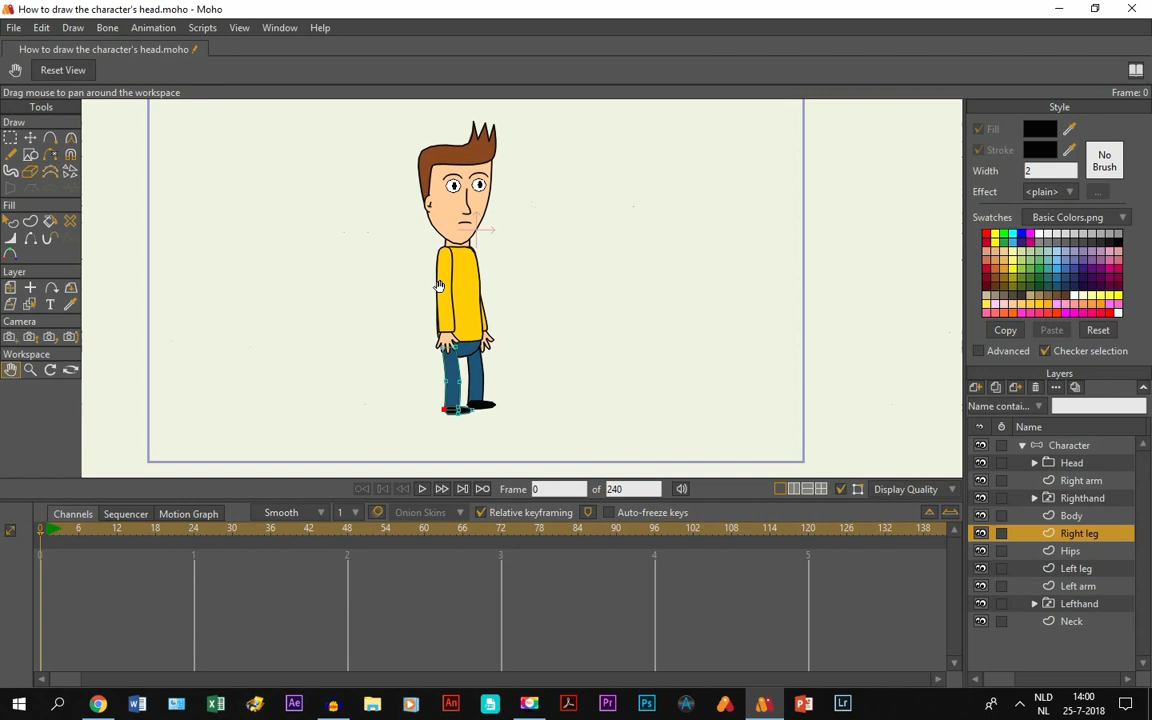 How to draw the character's head.moho - Moho
File Edit Draw Bone Animation Scripts View Window Help
How to draw the character's head.moho
Reset View
Drag mouse to pan around the workspace
Frame: 0
Tools
Style
Draw
Fill
Stroke
No
Brush
Width 2
Effect <plain> ...
Swatches Basic Colors.png
Fill
Layer
T
Camera
Copy Paste Reset
Workspace
Advanced Checker selection
Layers
Name contai...
Name
Character
Head
Right arm
Righthand
Body
Right leg
Hips
Left leg
Left arm
Lefthand
Neck
Frame 0 of 240 Display Quality
Channels Sequencer Motion Graph Smooth 1 Onion Skins Relative keyframing Auto-freeze keys
0 6 12 18 24 30 36 42 48 54 60 66 72 78 84 90 96 102 108 114 120 126 132 138
0 1 2 3 4 5
NLD
NL
14:00
25-7-2018